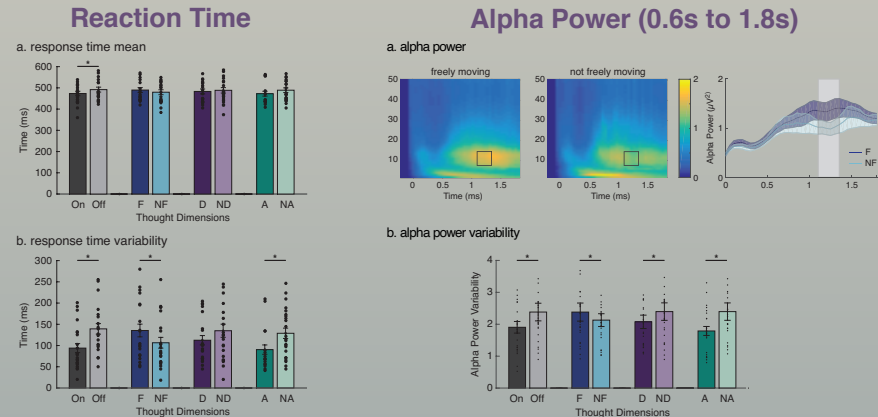 Reaction Time
a. response time mean
*
600
500
400
300
200
100
0
Time (ms)
On Off F NF D ND A NA
Thought Dimensions
b. response time variability
* * *
300
250
200
150
100
50
0
Time (ms)
On Off F NF D ND A NA
Thought Dimensions
Alpha Power (0.6s to 1.8s)
a. alpha power
freely moving not freely moving
50
40
30
20
10
0 0.5 1 1.5
Time (ms)
50
40
30
20
10
0 0.5 1 1.5
Time (ms)
2
1
0
2
1
0
Alpha Power (µV²)
F
NF
0 0.5 1 1.5
b. alpha power variability
* * * *
4
2
0
Alpha Power Variability
On Off F NF D ND A NA
Thought Dimensions